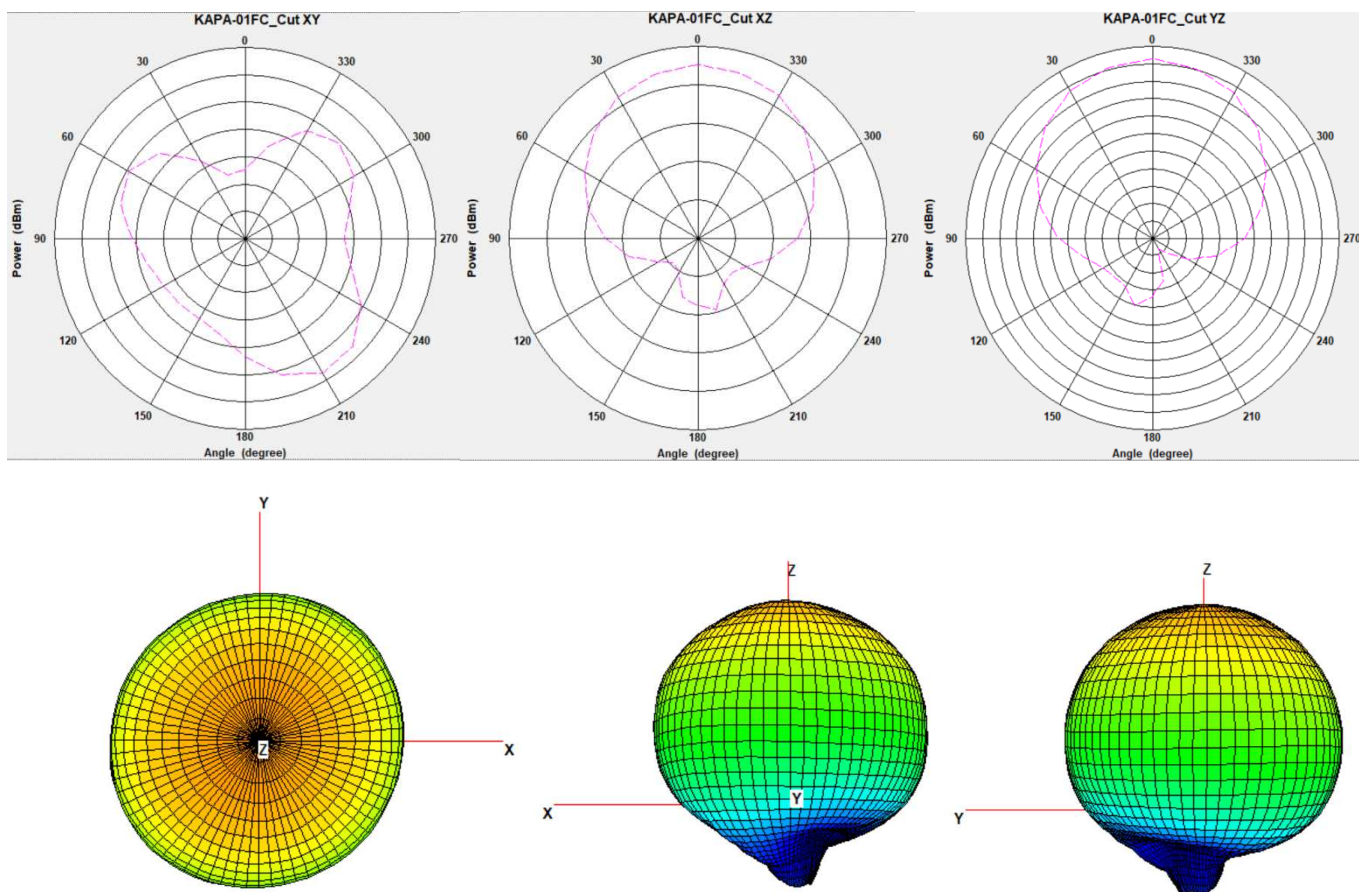 KAPA-01FC_Cut XY
0
30
330
60
300
90
270
120
240
150
210
180
Power (dBm)
Angle (degree)
KAPA-01FC_Cut XZ
0
30
330
60
300
90
270
120
240
150
210
180
Power (dBm)
Angle (degree)
KAPA-01FC_Cut YZ
0
30
330
60
300
90
270
120
240
150
210
180
Power (dBm)
Angle (degree)
Y
Z
X
Z
X
Y
Z
Y